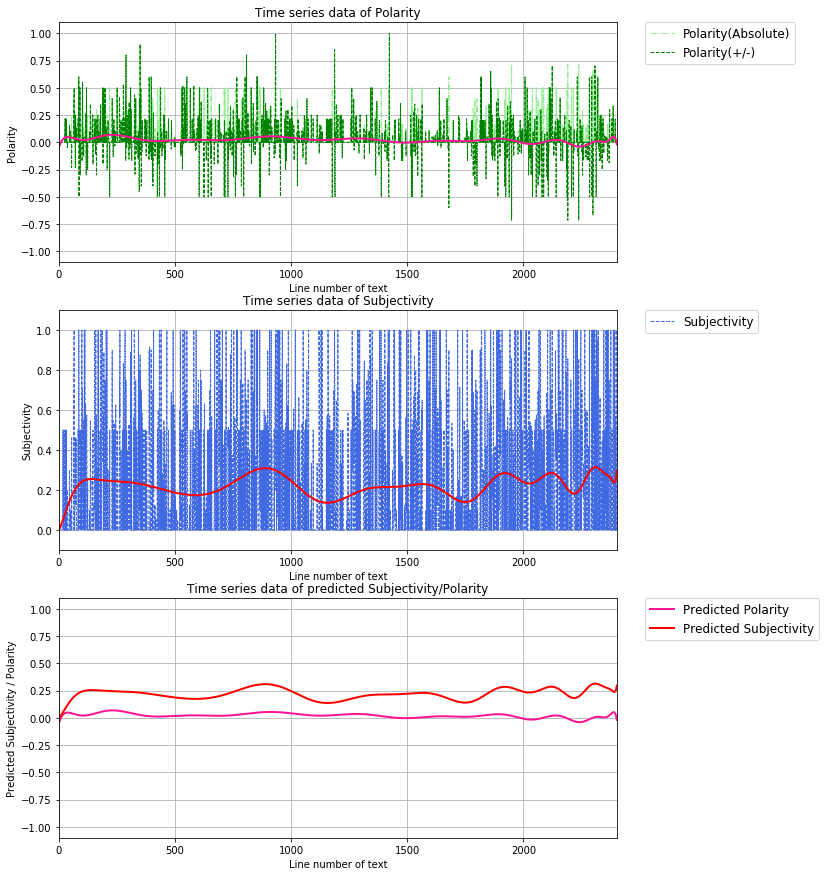 Time series data of Polarity
1.00
0.75
0.50
0.25
0.00
−0.25
−0.50
−0.75
−1.00
Polarity
0 500 1000 1500 2000
Line number of text
Polarity(Absolute)
Polarity(+/-)
Time series data of Subjectivity
1.0
0.8
0.6
0.4
0.2
0.0
Subjectivity
0 500 1000 1500 2000
Line number of text
Subjectivity
Time series data of predicted Subjectivity/Polarity
1.00
0.75
0.50
0.25
0.00
−0.25
−0.50
−0.75
−1.00
Predicted Subjectivity / Polarity
0 500 1000 1500 2000
Line number of text
Predicted Polarity
Predicted Subjectivity